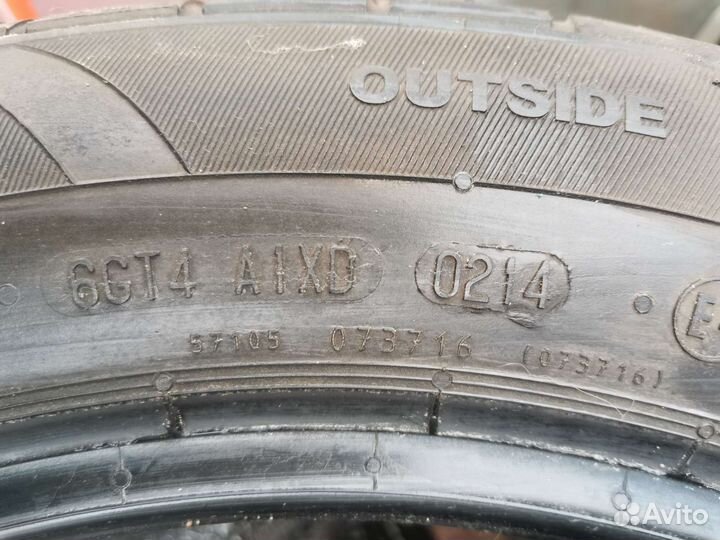 OUTSIDE
6GT4 A1XD 0214
57105 073716 (073716)
E
Avito